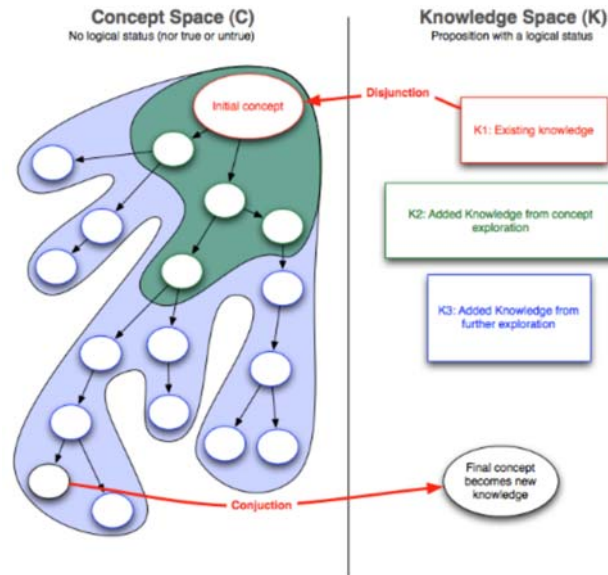 Concept Space (C)
No logical status (nor true or untrue)
Knowledge Space (K)
Proposition with a logical status
Initial concept
Disjunction
K1: Existing knowledge
K2: Added Knowledge from concept
exploration
K3: Added Knowledge from
further exploration
Conjuction
Final concept
becomes new
knowledge